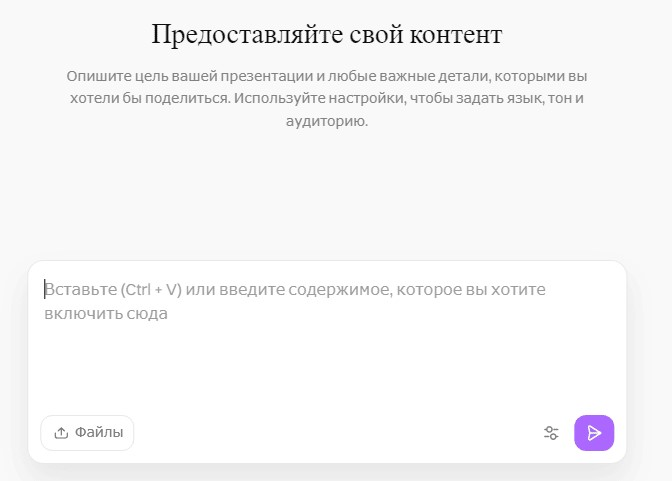 Предоставляйте свой контент
Опишите цель вашей презентации и любые важные детали, которыми вы
хотели бы поделиться. Используйте настройки, чтобы задать язык, тон и
аудиторию.
Вставьте (Ctrl + V) или введите содержимое, которое вы хотите
включить сюда
Файлы